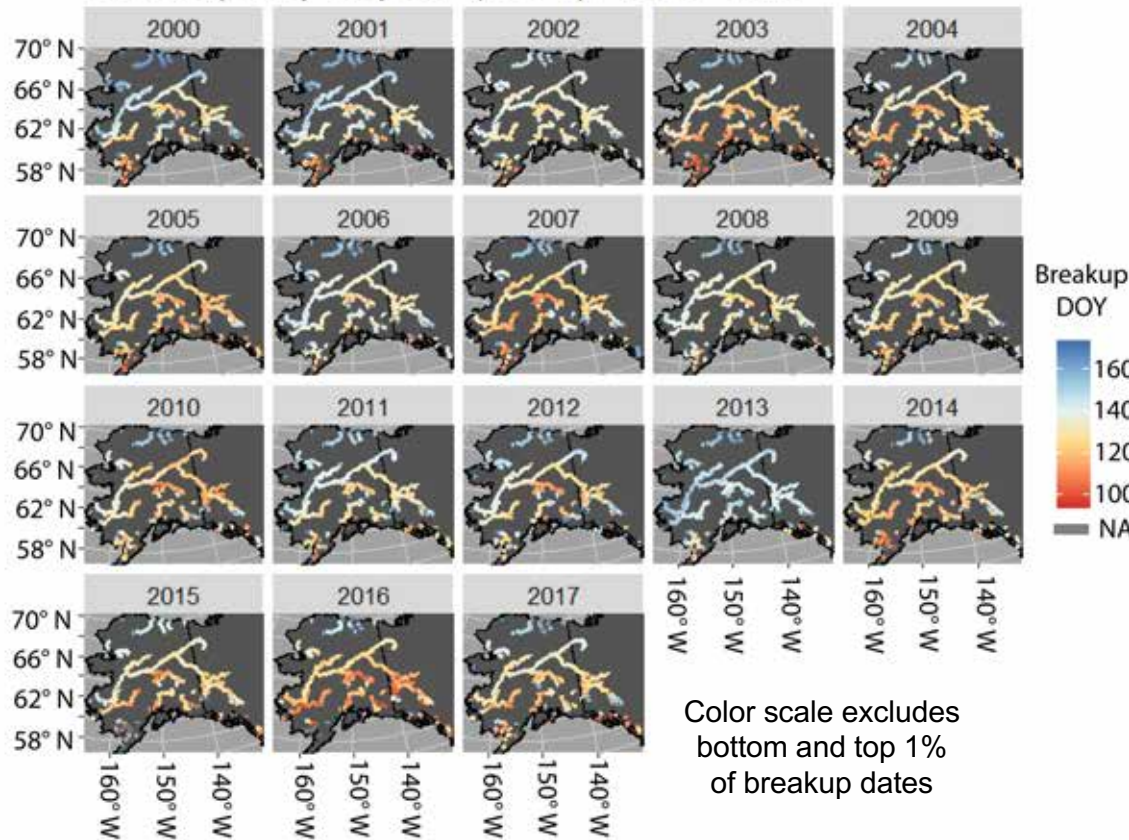 2000 2001 2002 2003 2004
70° N
66° N
62° N
58° N
2005 2006 2007 2008 2009
70° N
66° N
62° N
58° N
Breakup
DOY
160
140
120
100
NA
2010 2011 2012 2013 2014
70° N
66° N
62° N
58° N
160° W 150° W 140° W 160° W 150° W 140° W
2015 2016 2017
70° N
66° N
62° N
58° N
160° W 150° W 140° W 160° W 150° W 140° W 160° W 150° W 140° W
Color scale excludes
bottom and top 1%
of breakup dates